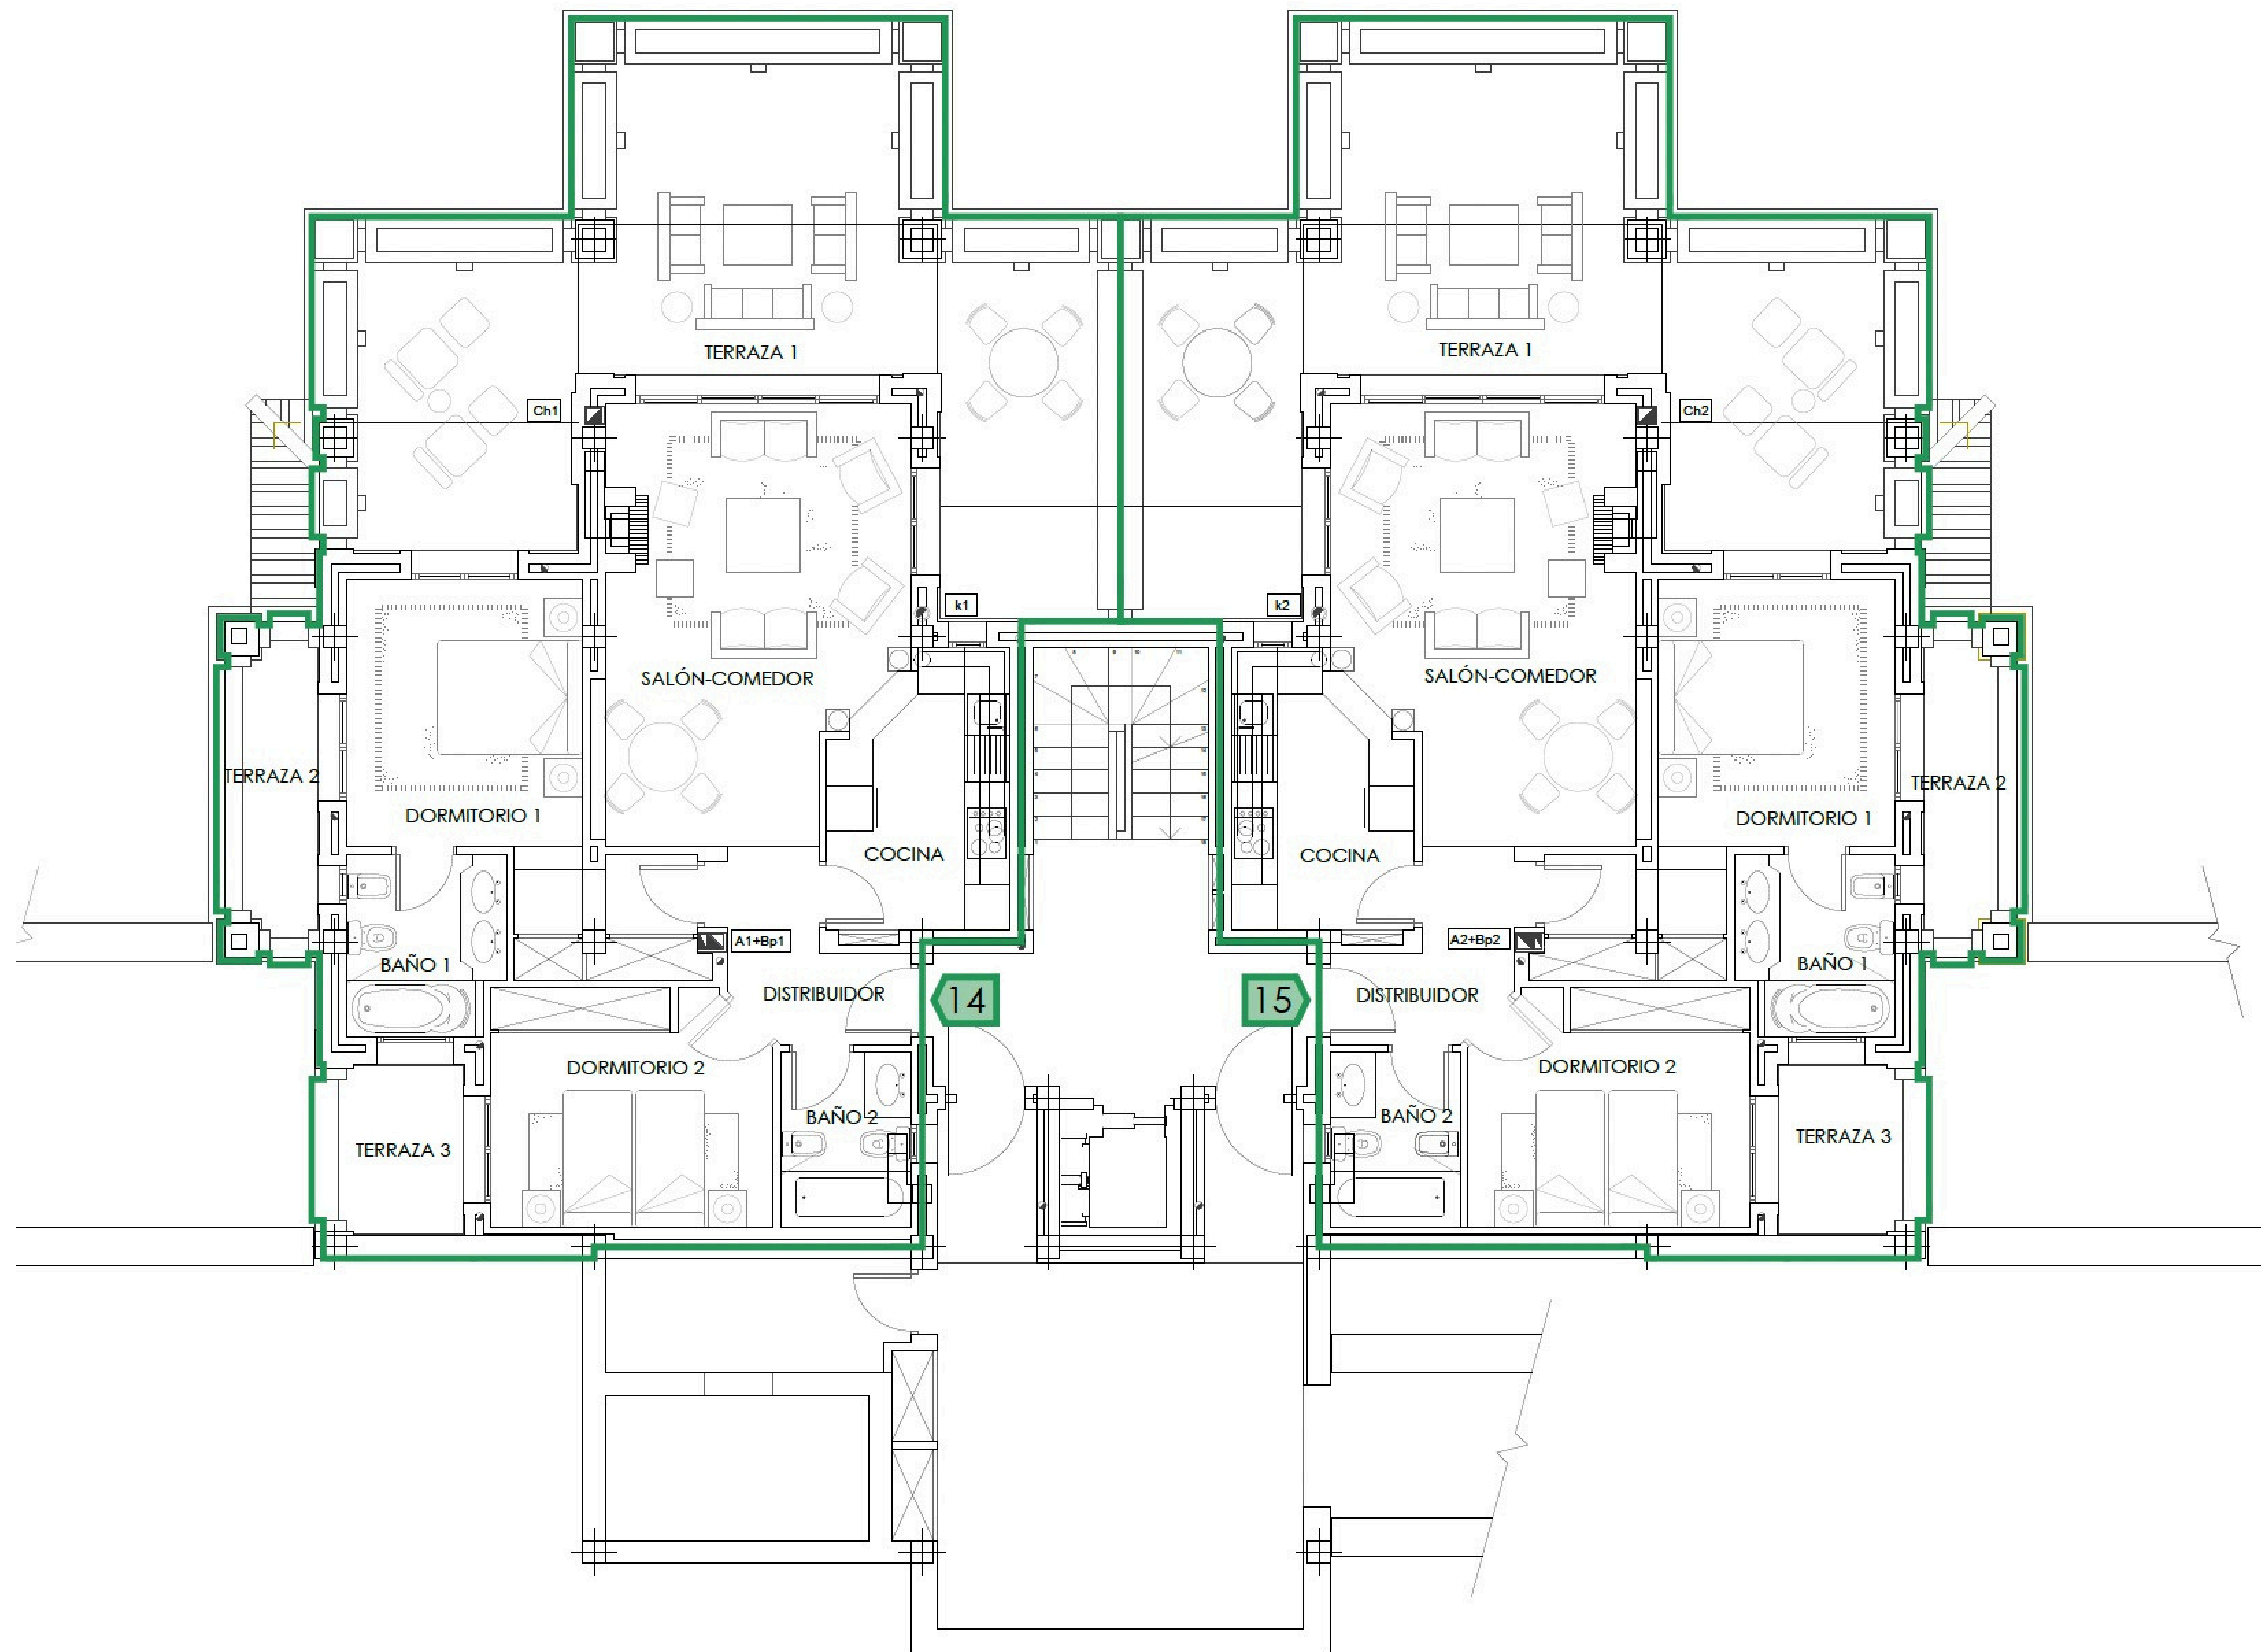 TERRAZA 1
TERRAZA 1
Ch1
Ch2
k1
k2
SALÓN-COMEDOR
SALÓN-COMEDOR
TERRAZA 2
TERRAZA 2
DORMITORIO 1
DORMITORIO 1
COCINA
COCINA
A1+Bp1
A2+Bp2
BAÑO 1
BAÑO 1
DISTRIBUIDOR
14
15
DISTRIBUIDOR
DORMITORIO 2
DORMITORIO 2
BAÑO 2
BAÑO 2
TERRAZA 3
TERRAZA 3